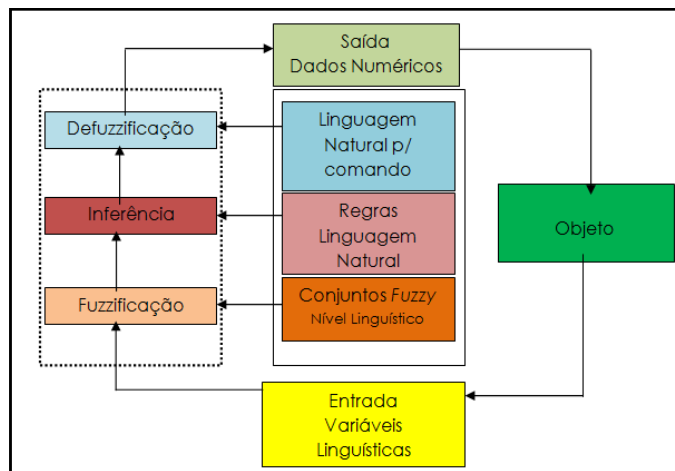 Saída
Dados Numéricos
Defuzzificação
Linguagem
Natural p/
comando
Inferência
Regras
Linguagem
Natural
Objeto
Fuzzificação
Conjuntos Fuzzy
Nível Linguístico
Entrada
Variáveis
Linguísticas